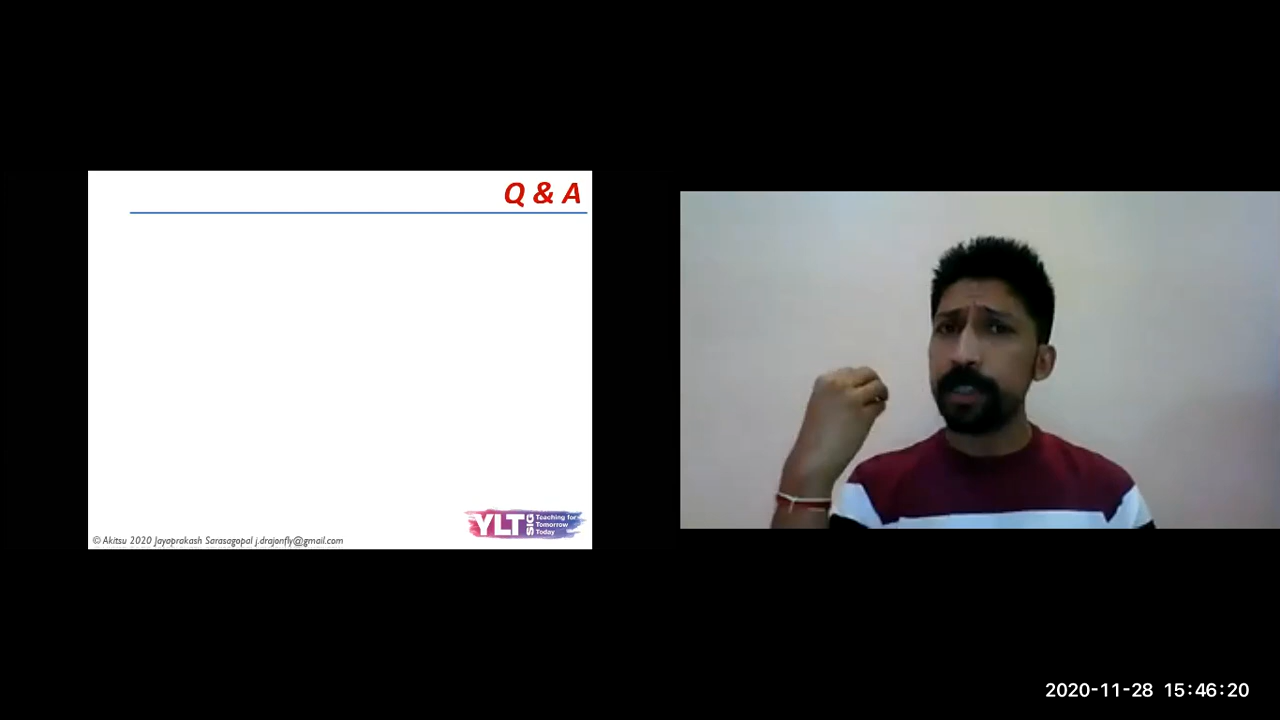 Q & A
YLT SIG Teaching for
Tomorrow
Today
© Akitsu 2020 Jayaprakash Sarasagopal j.drajonfly@gmail.com
2020-11-28 15:46:20